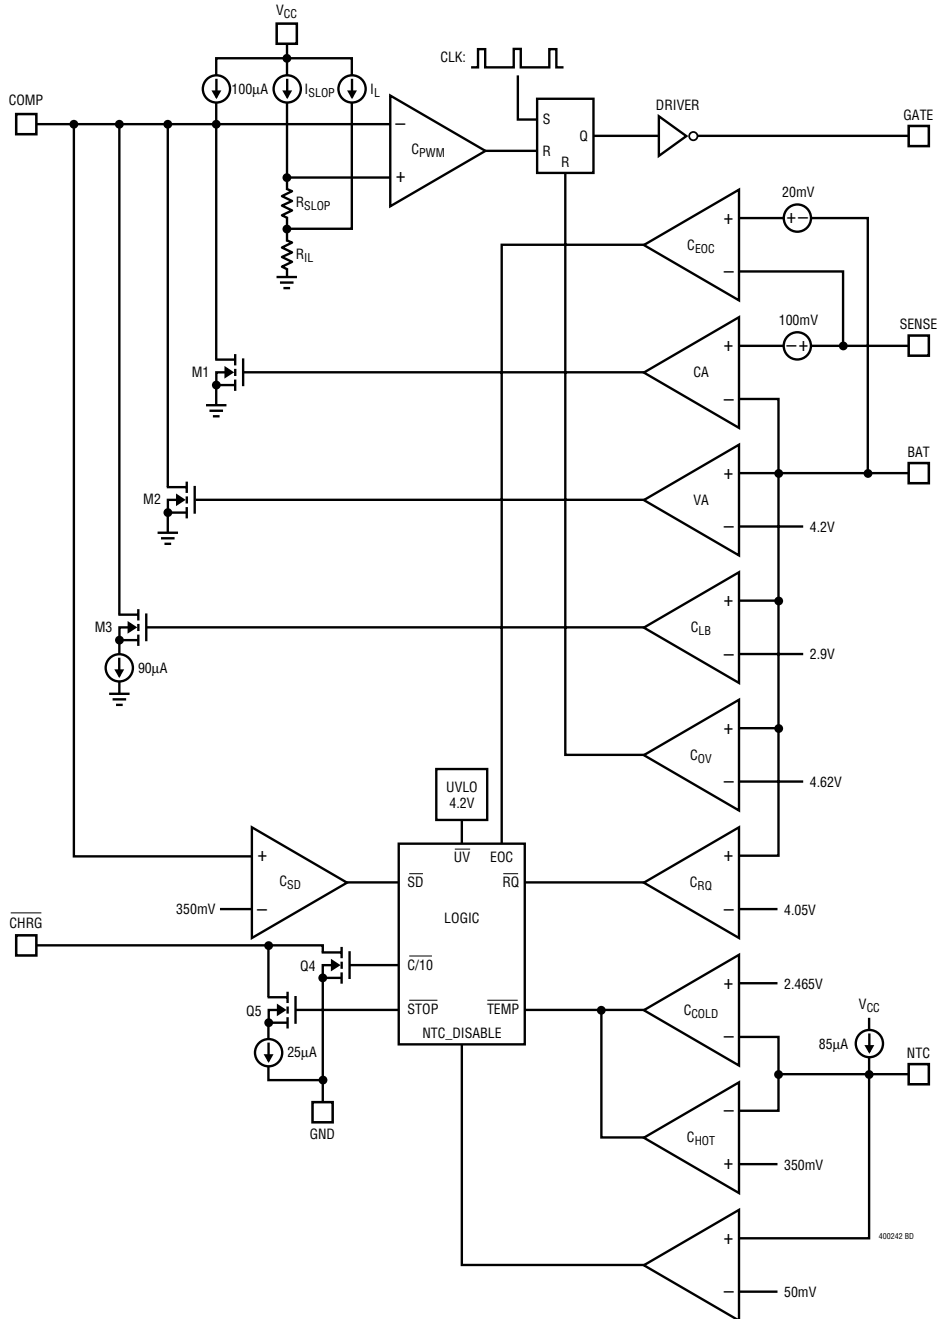 VCC
CLK:
100µA
ISLOP
IL
COMP
DRIVER
GATE
−
CPWM
+
S
Q
R
R
RSLOP
RIL
20mV
+
CEOC
−
+−
100mV
SENSE
+
CA
−
−+
M1
BAT
+
VA
−
4.2V
M2
+
CLB
−
2.9V
M3
90µA
+
COV
−
4.62V
UVLO
4.2V
UV EOC
+
CSD
−
350mV
SD
RQ
LOGIC
+
CRQ
−
4.05V
CHRG
Q4
C/10
Q5
STOP
TEMP
NTC_DISABLE
25µA
GND
+
CCOLD
−
2.465V
VCC
85µA
NTC
−
CHOT
+
350mV
+
−
50mV
400242 BD